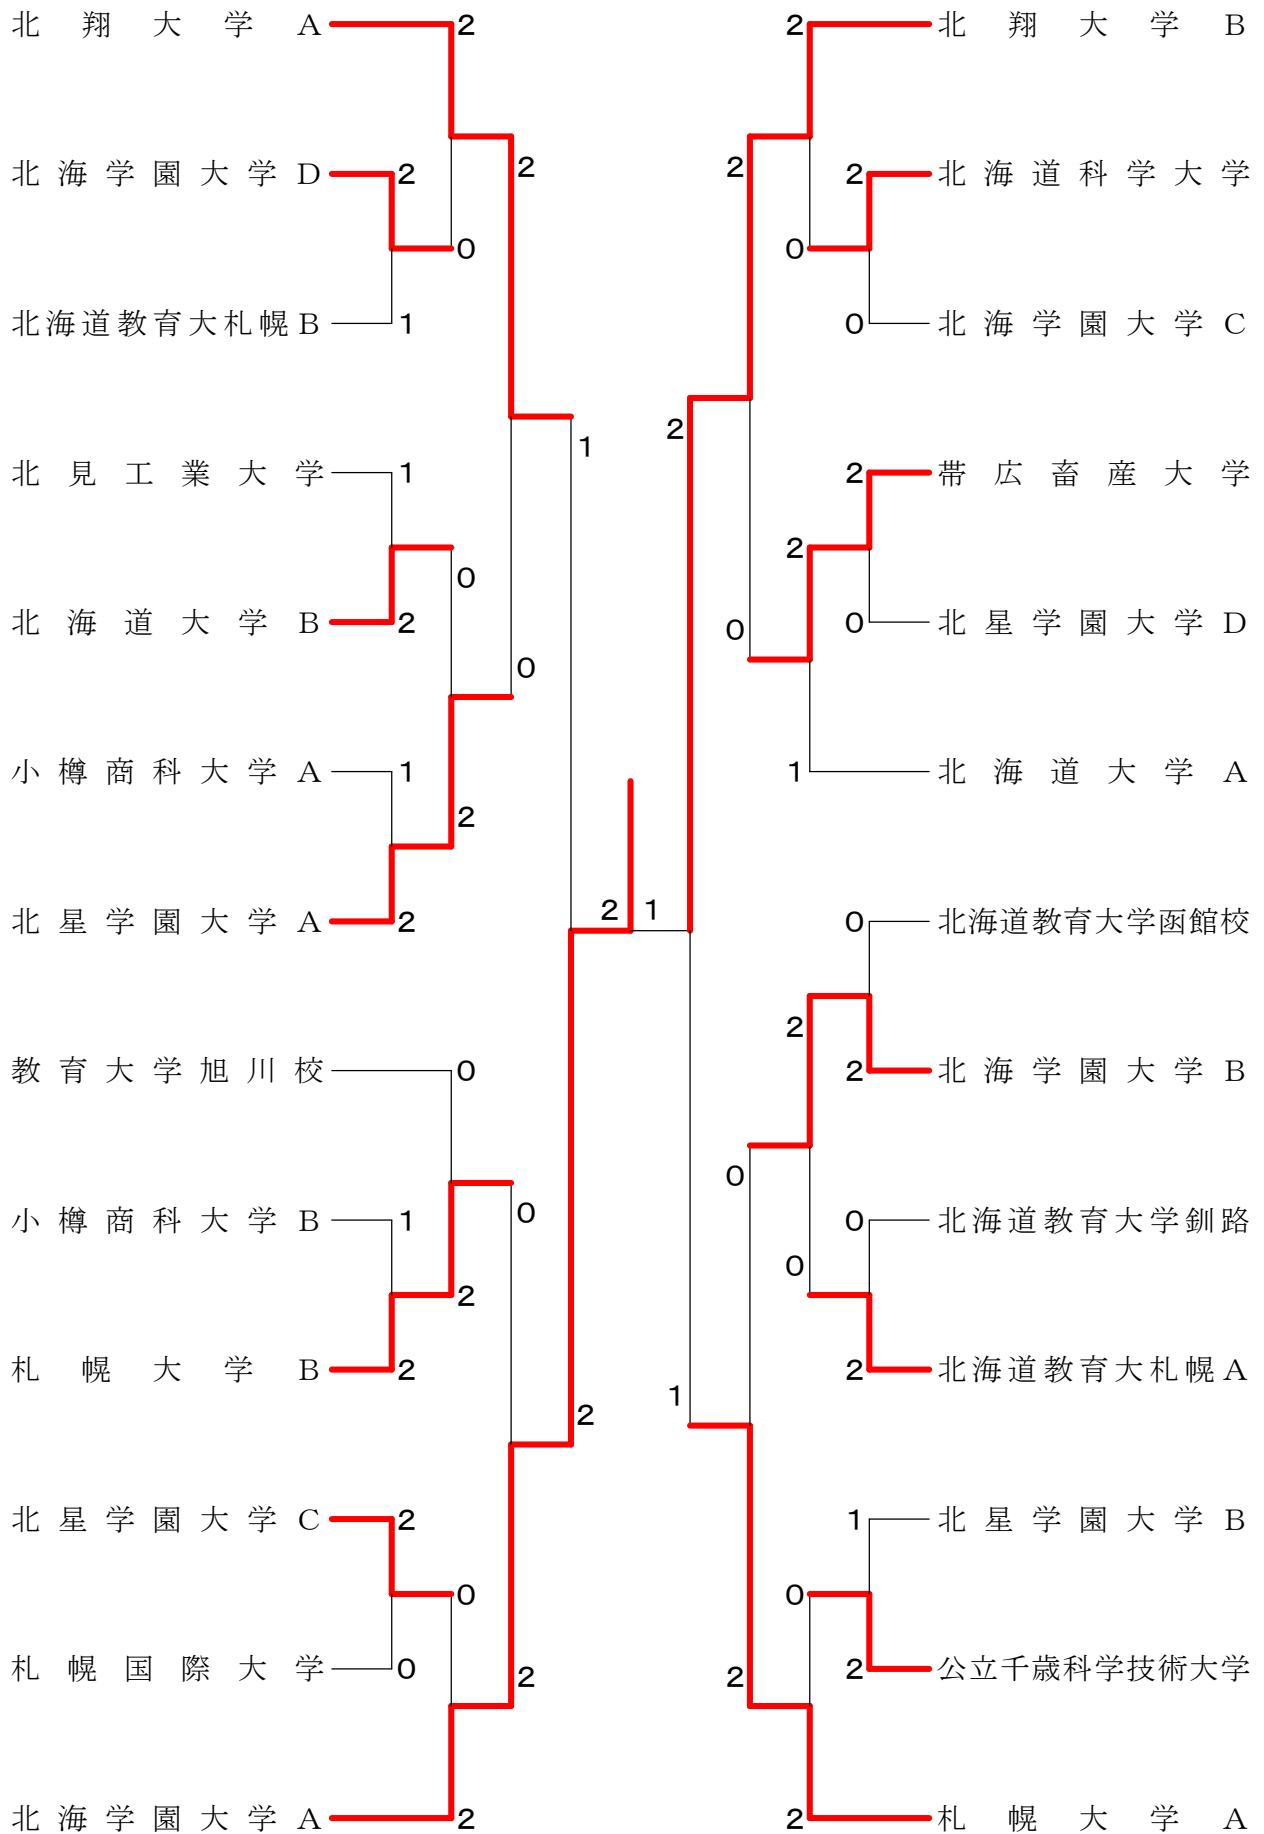 北翔大学A 2 2 北翔大学B
北海学園大学D 2 2 2 2 北海道科学大学
0 0
北海道教育大札幌B 1 0 北海学園大学C
2
1
北見工業大学 1 2 帯広畜産大学
0 2
北海道大学B 2 0 0 北星学園大学D
0
小樽商科大学A 1 1 北海道大学A
2
北星学園大学A 2 2 1 0 北海道教育大学函館校
2
教育大学旭川校 0 2 北海学園大学B
0
小樽商科大学B 1 0 0 北海道教育大学釧路
2 0
札幌大学B 2 2 北海道教育大札幌A
2 1
北星学園大学C 2 1 北星学園大学B
0 0
札幌国際大学 0 2 2 2 公立千歳科学技術大学
北海学園大学A 2 2 札幌大学A